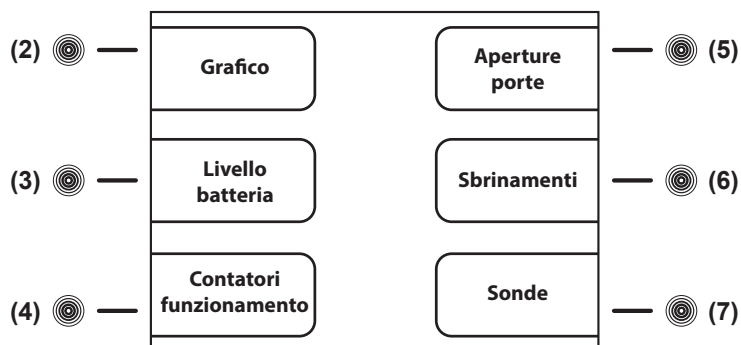 (2)
Grafico
Aperture
porte
(5)
(3)
Livello
batteria
Sbrinamenti
(6)
(4)
Contatori
funzionamento
Sonde
(7)